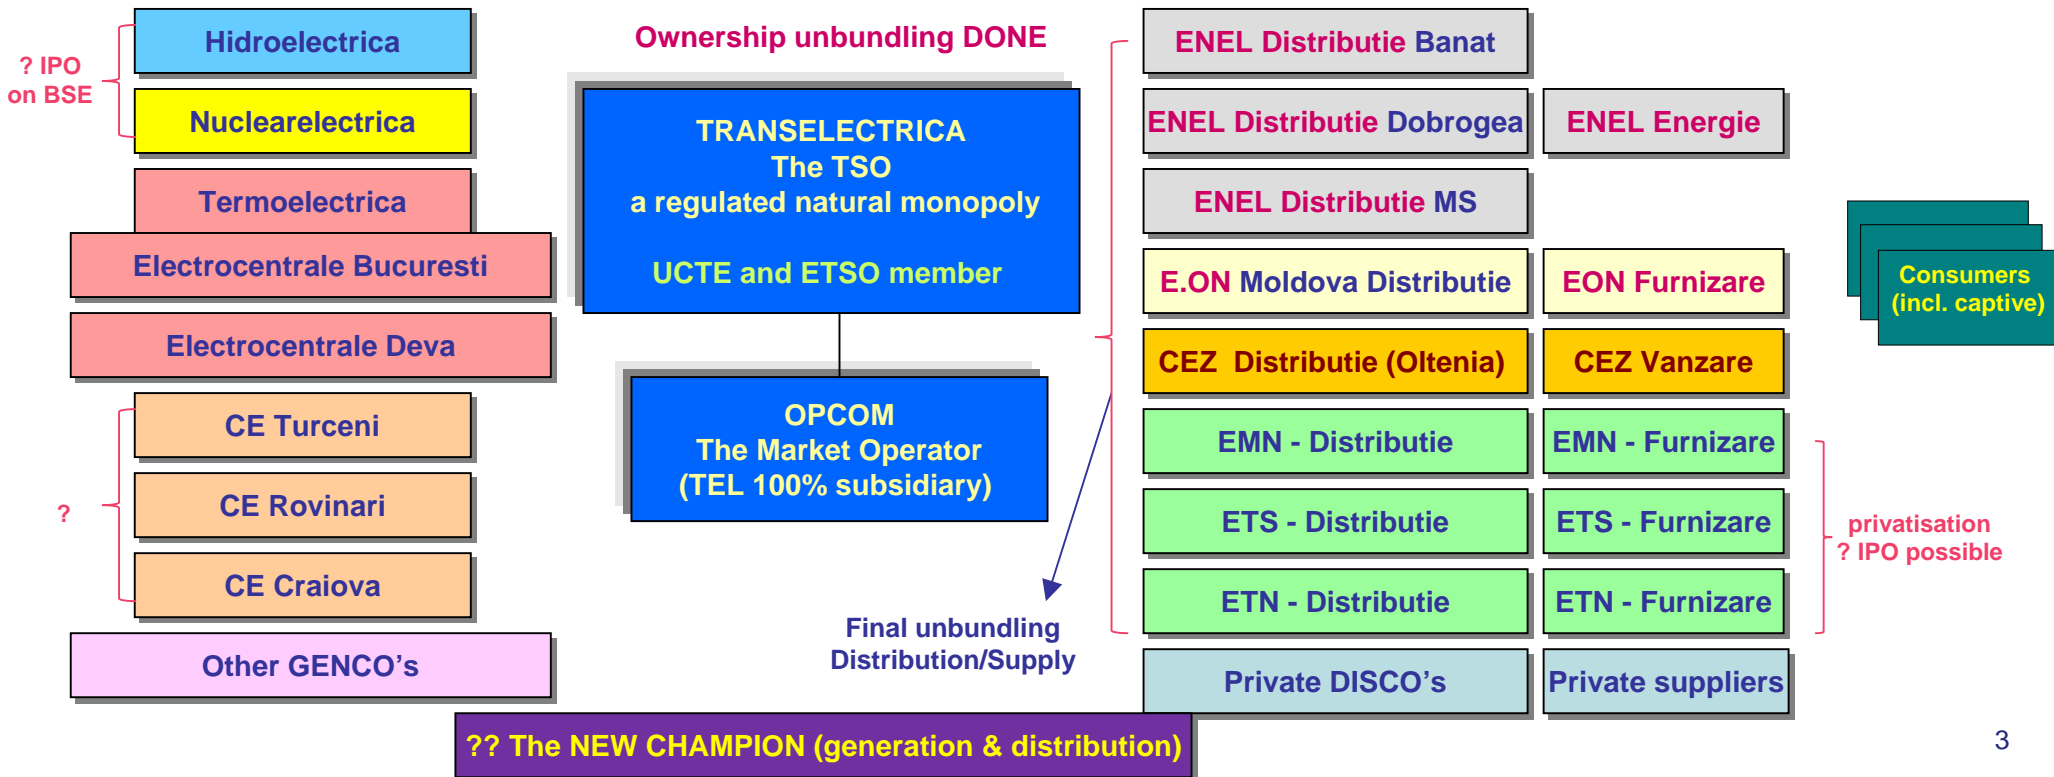 ? IPO
on BSE
Hidroelectrica
Nuclearelectrica
Termoelectrica
Electrocentrale Bucuresti
Electrocentrale Deva
?
CE Turceni
CE Rovinari
CE Craiova
Other GENCO's
Ownership unbundling DONE
TRANSELECTRICA
The TSO
a regulated natural monopoly
UCTE and ETSO member
OPCOM
The Market Operator
(TEL 100% subsidiary)
Final unbundling
Distribution/Supply
?? The NEW CHAMPION (generation & distribution)
ENEL Distributie Banat
ENEL Distributie Dobrogea
ENEL Distributie MS
E.ON Moldova Distributie
CEZ  Distributie (Oltenia)
EMN - Distributie
ETS - Distributie
ETN - Distributie
Private DISCO's
ENEL Energie
EON Furnizare
CEZ Vanzare
EMN - Furnizare
ETS - Furnizare
ETN - Furnizare
Private suppliers
Consumers
(incl. captive)
privatisation
? IPO possible
3